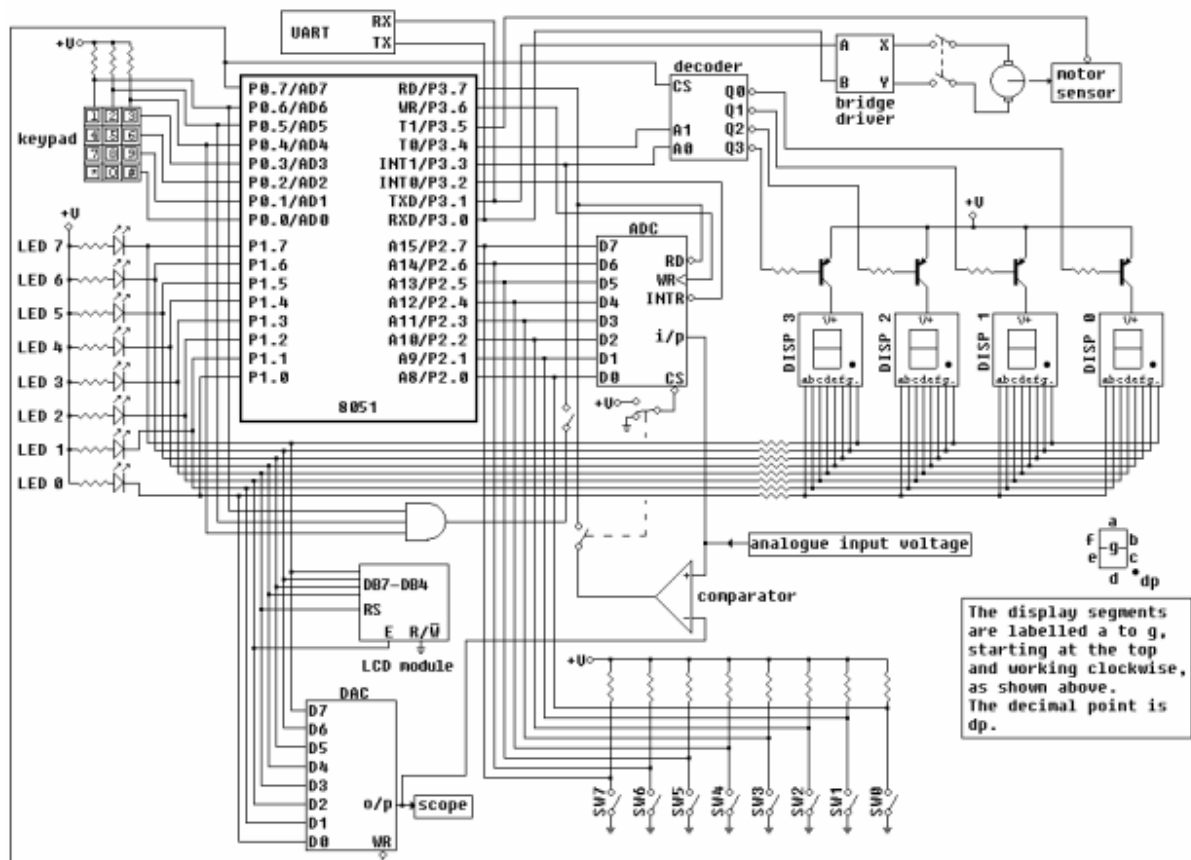 UART
RX
TX
+V
keypad
1 2 3
4 5 6
7 8 9
* 0 #
P0.7/AD7
P0.6/AD6
P0.5/AD5
P0.4/AD4
P0.3/AD3
P0.2/AD2
P0.1/AD1
P0.0/AD0
P1.7
P1.6
P1.5
P1.4
P1.3
P1.2
P1.1
P1.0
RD/P3.7
WR/P3.6
T1/P3.5
T0/P3.4
INT1/P3.3
INT0/P3.2
TXD/P3.1
RXD/P3.0
A15/P2.7
A14/P2.6
A13/P2.5
A12/P2.4
A11/P2.3
A10/P2.2
A9/P2.1
A8/P2.0
8051
decoder
CS
A1
A0
Q0
Q1
Q2
Q3
A
B
X
Y
bridge
driver
motor
sensor
+V
LED 7
LED 6
LED 5
LED 4
LED 3
LED 2
LED 1
LED 0
ADC
D7
D6
D5
D4
D3
D2
D1
D0
RD
WR
INTR
i/p
CS
+V
+V
DISP 3
V+
abcdefg.
DISP 2
V+
abcdefg.
DISP 1
V+
abcdefg.
DISP 0
V+
abcdefg.
analogue input voltage
comparator
DB7-DB4
RS
E R/W̅
LCD module
DAC
D7
D6
D5
D4
D3
D2
D1
D0
o/p
WR
scope
+V
SW7
SW6
SW5
SW4
SW3
SW2
SW1
SW0
a
f g b
e c
d dp
The display segments
are labelled a to g,
starting at the top
and working clockwise,
as shown above.
The decimal point is
dp.